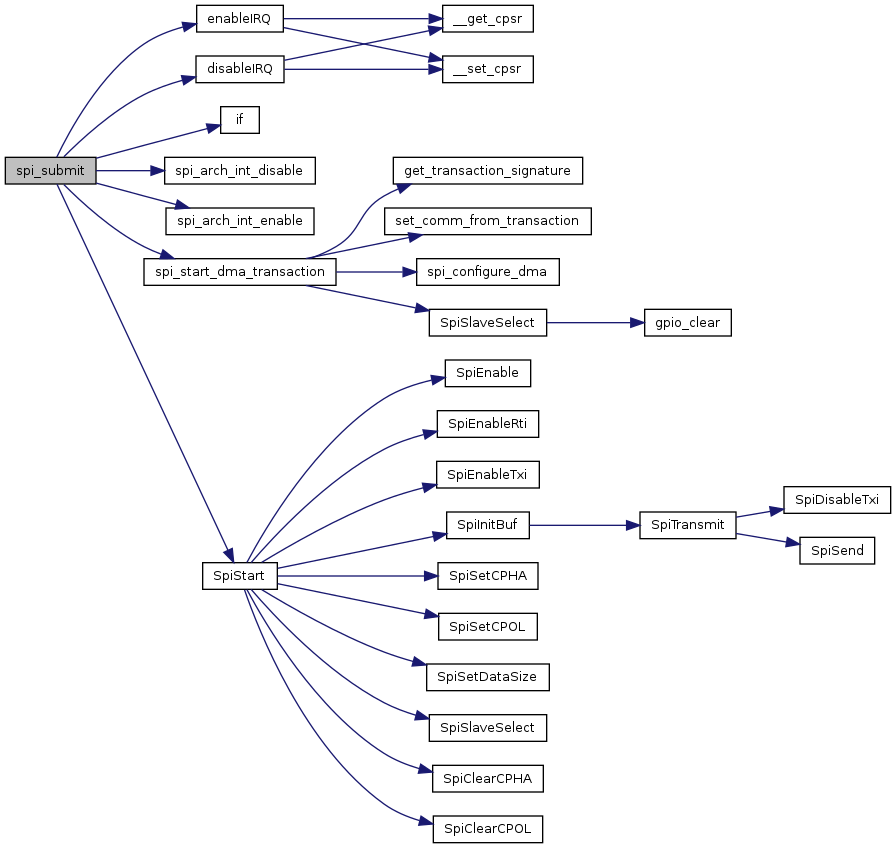 spi_submit
enableIRQ
__get_cpsr
disableIRQ
__set_cpsr
if
spi_arch_int_disable
spi_arch_int_enable
spi_start_dma_transaction
get_transaction_signature
set_comm_from_transaction
spi_configure_dma
SpiSlaveSelect
gpio_clear
SpiStart
SpiEnable
SpiEnableRti
SpiEnableTxi
SpiInitBuf
SpiTransmit
SpiDisableTxi
SpiSend
SpiSetCPHA
SpiSetCPOL
SpiSetDataSize
SpiSlaveSelect
SpiClearCPHA
SpiClearCPOL